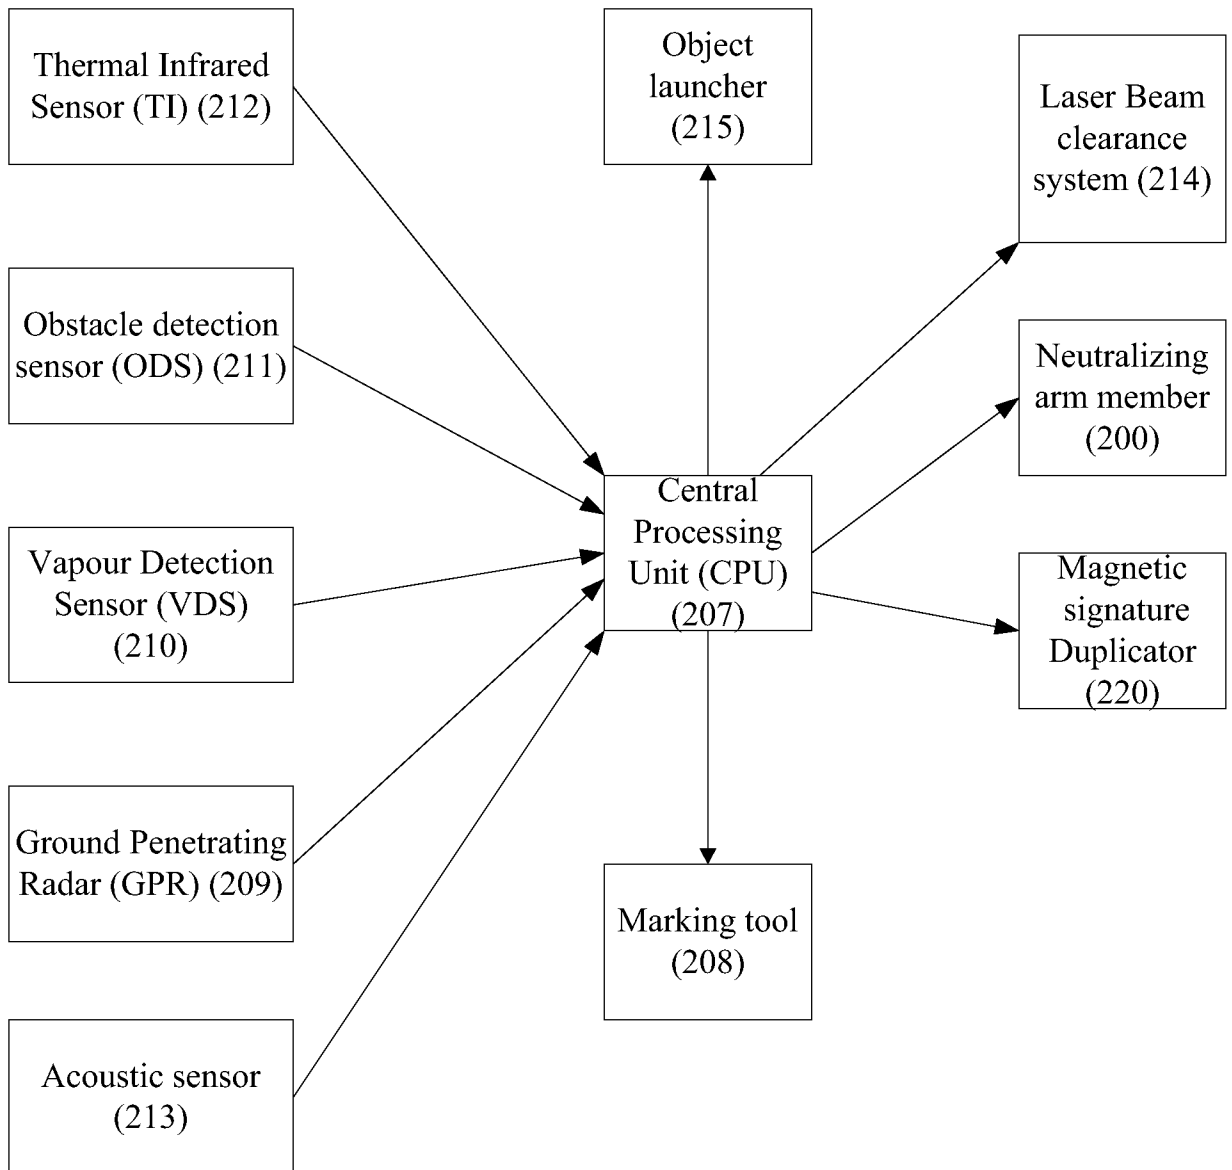 Thermal Infrared
Sensor (TI) (212)
Object
launcher
(215)
Laser Beam
clearance
system (214)
Obstacle detection
sensor (ODS) (211)
Neutralizing
arm member
(200)
Central
Processing
Unit (CPU)
(207)
Vapour Detection
Sensor (VDS)
(210)
Magnetic
signature
Duplicator
(220)
Ground Penetrating
Radar (GPR) (209)
Marking tool
(208)
Acoustic sensor
(213)